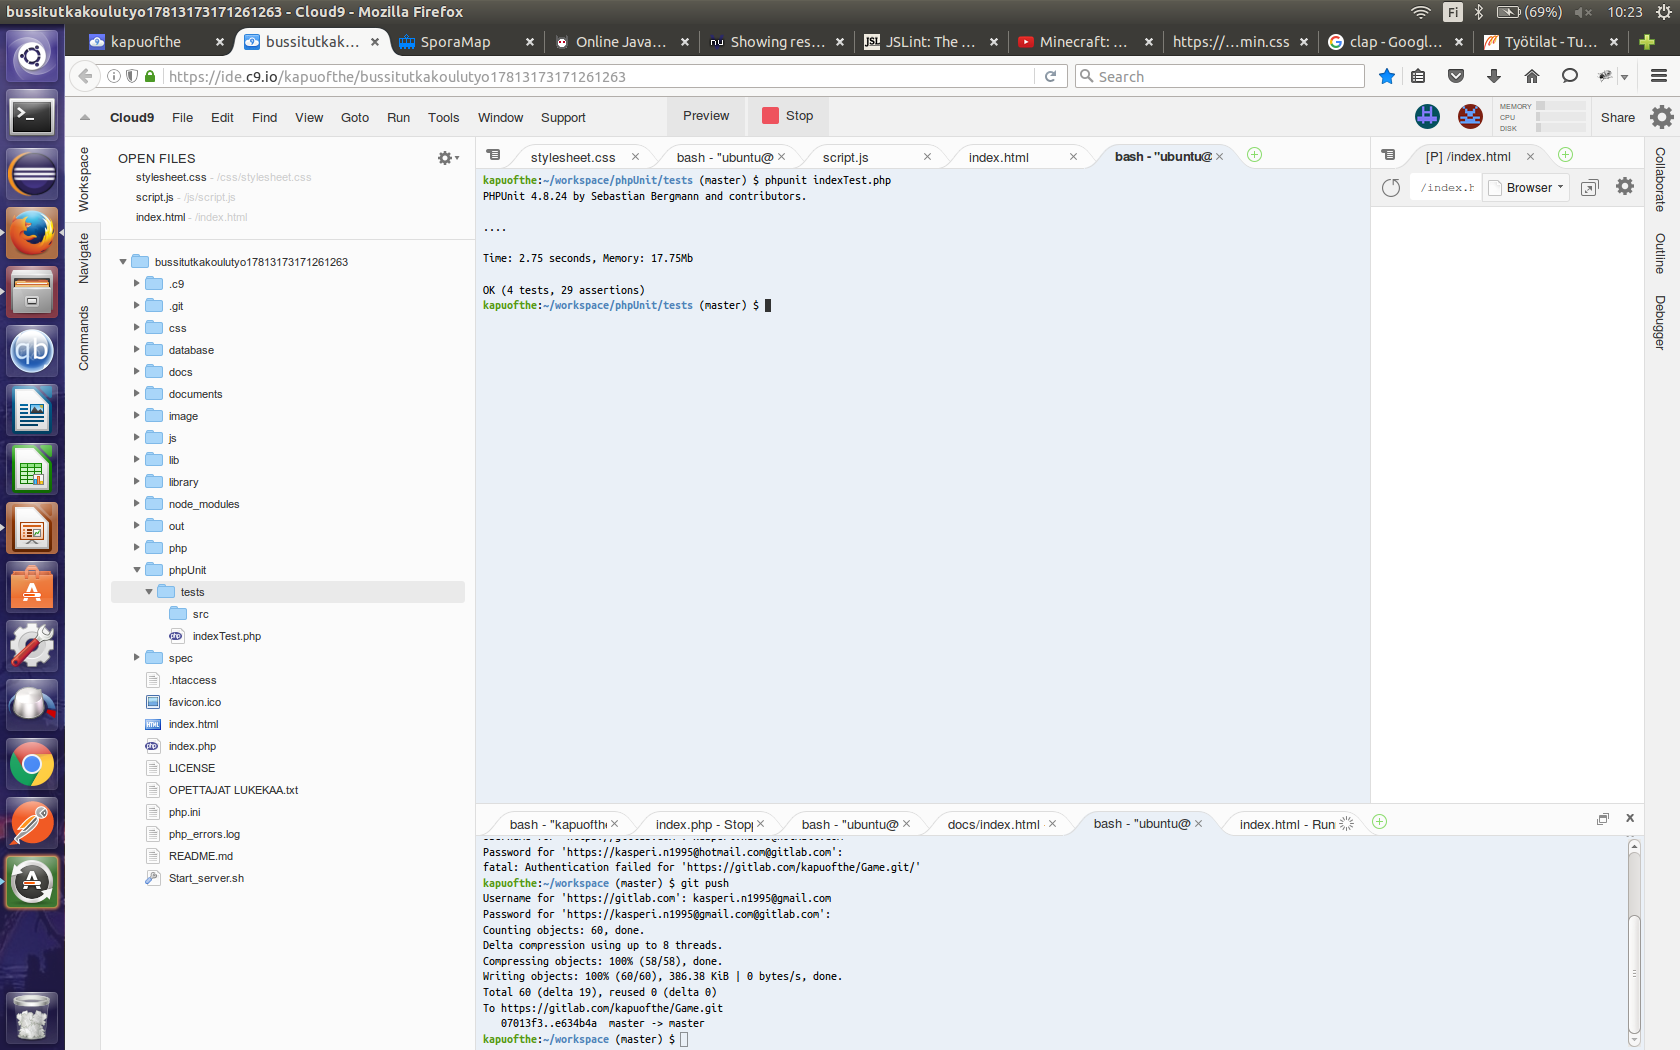 bussitutkakoulutyo17813173171261263 - Cloud9 - Mozilla Firefox
Fi (69%) 10:23
kapuofthe
bussitutkak...
SporaMap
Online Java...
Showing res...
JSLint: The ...
Minecraft: ...
https://...min.css
clap - Googl...
Työtilat - Tu...
https://ide.c9.io/kapuofthe/bussitutkakoulutyo17813173171261263
Search
Cloud9 File Edit Find View Goto Run Tools Window Support
Preview
Stop
MEMORY
CPU
DISK
Share
Workspace
Navigate
Commands
OPEN FILES
stylesheet.css - /css/stylesheet.css
script.js - /js/script.js
index.html - /index.html
bussitutkakoulutyo17813173171261263
.c9
.git
css
database
docs
documents
image
js
lib
library
node_modules
out
php
phpUnit
tests
src
indexTest.php
spec
.htaccess
favicon.ico
index.html
index.php
LICENSE
OPETTAJAT LUKEKAA.txt
php.ini
php_errors.log
README.md
Start_server.sh
stylesheet.css
bash - "ubuntu@
script.js
index.html
bash - "ubuntu@
kapuofthe:~/workspace/phpUnit/tests (master) $ phpunit indexTest.php
PHPUnit 4.8.24 by Sebastian Bergmann and contributors.
....
Time: 2.75 seconds, Memory: 17.75Mb
OK (4 tests, 29 assertions)
kapuofthe:~/workspace/phpUnit/tests (master) $
[P] /index.html
/index.h
Browser
Collaborate
Outline
Debugger
bash - "kapuofth
index.php - Stop
bash - "ubuntu@
docs/index.html
bash - "ubuntu@
index.html - Run
Password for 'https://kasperi.n1995@hotmail.com@gitlab.com':
fatal: Authentication failed for 'https://gitlab.com/kapuofthe/Game.git/'
kapuofthe:~/workspace (master) $ git push
Username for 'https://gitlab.com': kasperi.n1995@gmail.com
Password for 'https://kasperi.n1995@gmail.com@gitlab.com':
Counting objects: 60, done.
Delta compression using up to 8 threads.
Compressing objects: 100% (58/58), done.
Writing objects: 100% (60/60), 386.38 KiB | 0 bytes/s, done.
Total 60 (delta 19), reused 0 (delta 0)
To https://gitlab.com/kapuofthe/Game.git
07013f3..e634b4a master -> master
kapuofthe:~/workspace (master) $